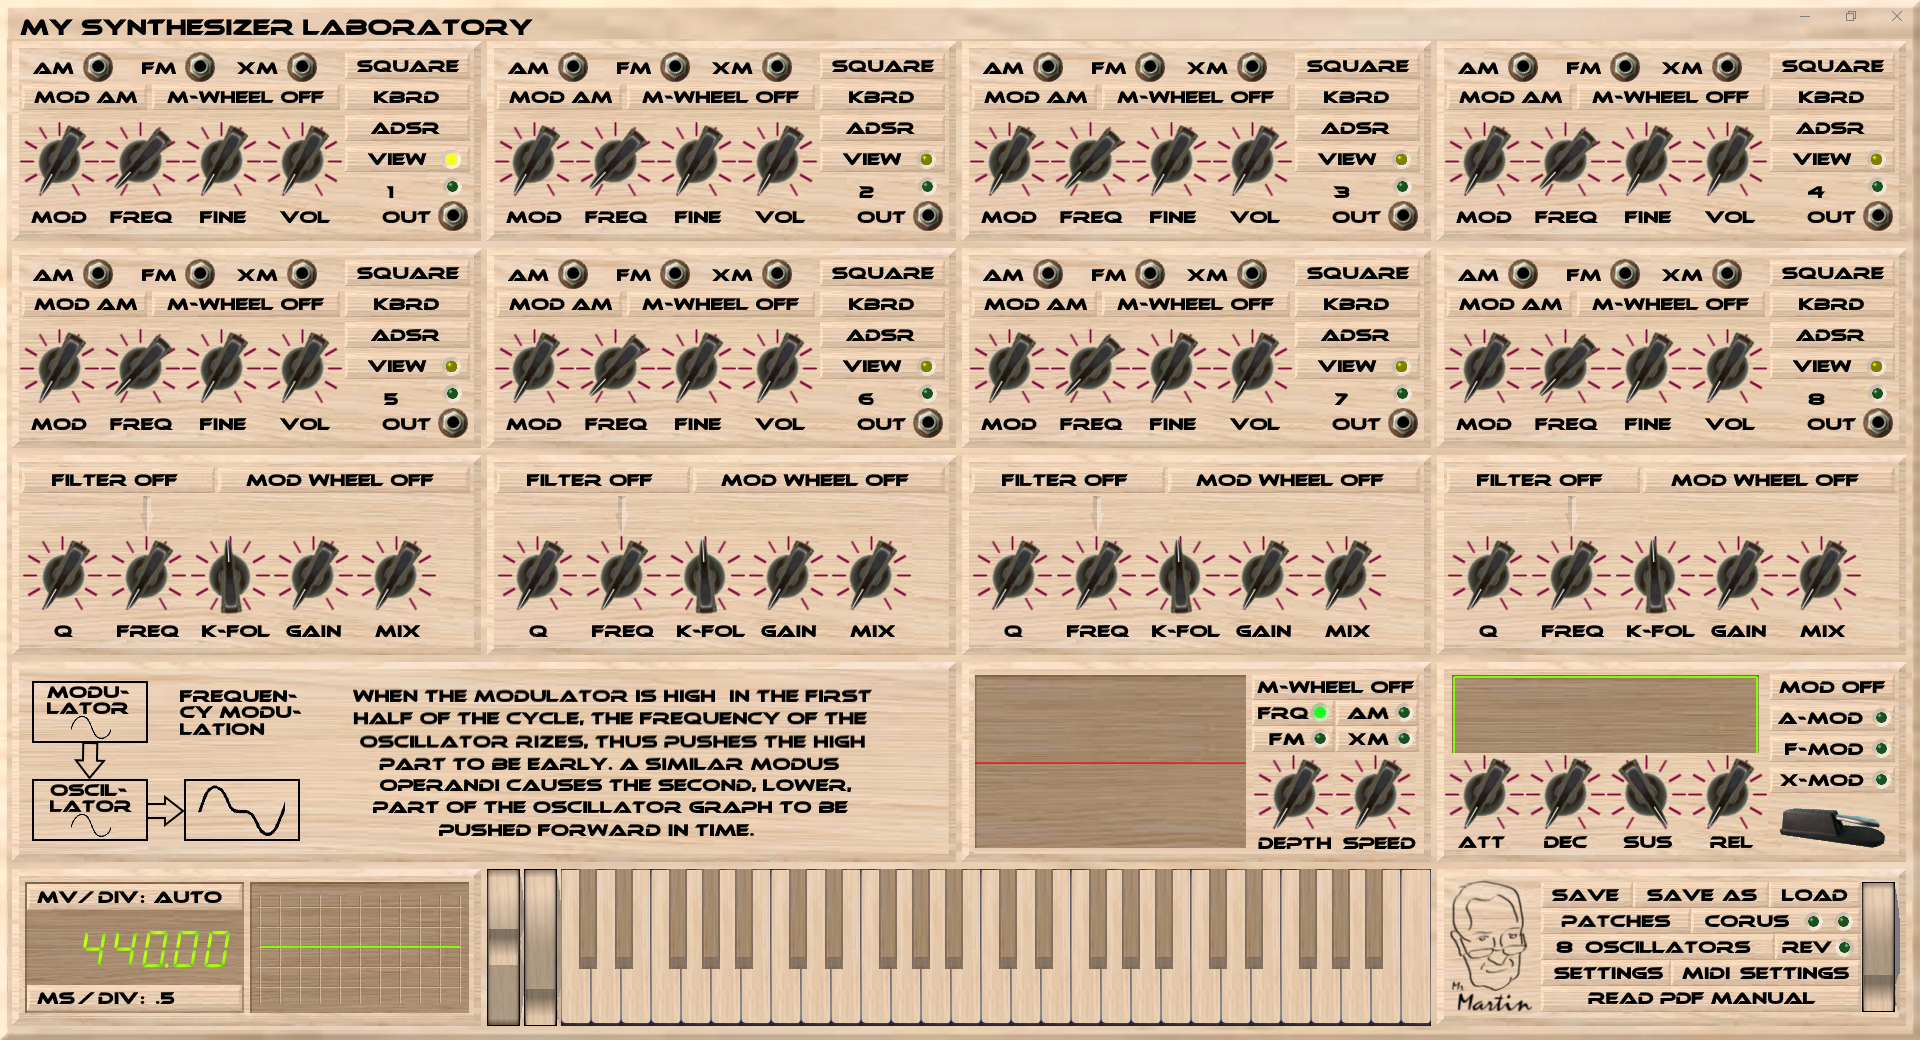 MY SYNTHESIZER LABORATORY
AM FM XM SQUARE
MOD AM M-WHEEL OFF KBRD
ADSR
VIEW
1
MOD FREQ FINE VOL OUT
AM FM XM SQUARE
MOD AM M-WHEEL OFF KBRD
ADSR
VIEW
2
MOD FREQ FINE VOL OUT
AM FM XM SQUARE
MOD AM M-WHEEL OFF KBRD
ADSR
VIEW
3
MOD FREQ FINE VOL OUT
AM FM XM SQUARE
MOD AM M-WHEEL OFF KBRD
ADSR
VIEW
4
MOD FREQ FINE VOL OUT
AM FM XM SQUARE
MOD AM M-WHEEL OFF KBRD
ADSR
VIEW
5
MOD FREQ FINE VOL OUT
AM FM XM SQUARE
MOD AM M-WHEEL OFF KBRD
ADSR
VIEW
6
MOD FREQ FINE VOL OUT
AM FM XM SQUARE
MOD AM M-WHEEL OFF KBRD
ADSR
VIEW
7
MOD FREQ FINE VOL OUT
AM FM XM SQUARE
MOD AM M-WHEEL OFF KBRD
ADSR
VIEW
8
MOD FREQ FINE VOL OUT
FILTER OFF MOD WHEEL OFF
Q FREQ K-FOL GAIN MIX
FILTER OFF MOD WHEEL OFF
Q FREQ K-FOL GAIN MIX
FILTER OFF MOD WHEEL OFF
Q FREQ K-FOL GAIN MIX
FILTER OFF MOD WHEEL OFF
Q FREQ K-FOL GAIN MIX
MODU-
LATOR
OSCIL-
LATOR
FREQUEN-
CY MODU-
LATION
WHEN THE MODULATOR IS HIGH IN THE FIRST
HALF OF THE CYCLE, THE FREQUENCY OF THE
OSCILLATOR RIZES, THUS PUSHES THE HIGH
PART TO BE EARLY. A SIMILAR MODUS
OPERANDI CAUSES THE SECOND, LOWER,
PART OF THE OSCILLATOR GRAPH TO BE
PUSHED FORWARD IN TIME.
M-WHEEL OFF
FRQ AM
FM XM
DEPTH SPEED
MOD OFF
A-MOD
F-MOD
X-MOD
ATT DEC SUS REL
MV/DIV: AUTO
440.00
MS/DIV: .5
Mr
Martin
SAVE SAVE AS LOAD
PATCHES CORUS
8 OSCILLATORS REV
SETTINGS MIDI SETTINGS
READ PDF MANUAL